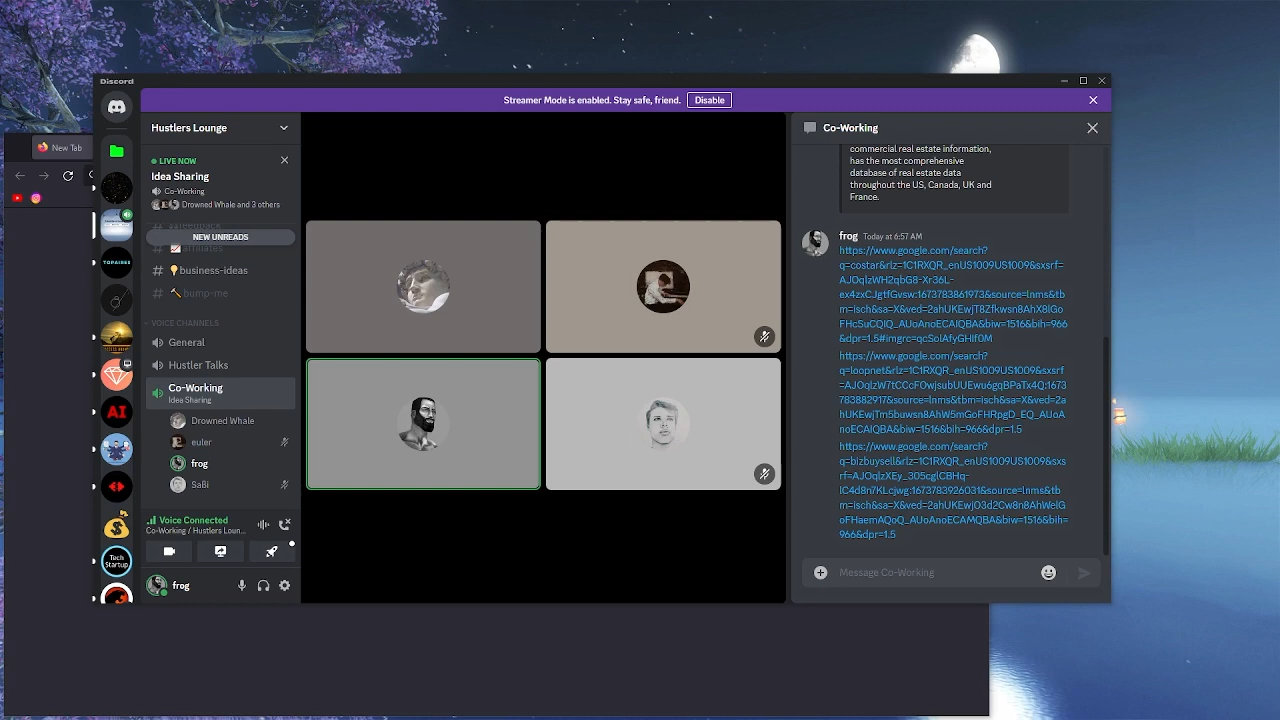 Discord
Streamer Mode is enabled. Stay safe, friend.
Disable
New Tab
Hustlers Lounge
LIVE NOW
Idea Sharing
Co-Working
Drowned Whale and 3 others
NEW UNREADS
affiliates
business-ideas
bump-me
VOICE CHANNELS
General
Hustler Talks
Co-Working
Idea Sharing
Drowned Whale
euler
frog
SaBi
Voice Connected
Co-Working / Hustlers Loun...
frog
TOPAIRES
AI
Tech
Startup
Co-Working
commercial real estate information,
has the most comprehensive
database of real estate data
throughout the US, Canada, UK and
France.
frog Today at 6:57 AM
https://www.google.com/search?
q=costar&rlz=1C1RXQR_enUS1009US1009&sxsrf=
AJOqlzWH2qbG8-Xr36L-
ex4zxCJgtfGvsw:1673783861973&source=lnms&tb
m=isch&sa=X&ved=2ahUKEwjT8Zfkwsn8AhX8lGo
FHcSuCQIQ_AUoAnoECAIQBA&biw=1516&bih=966
&dpr=1.5#imgrc=qcSolAfyGHIf0M
https://www.google.com/search?
q=loopnet&rlz=1C1RXQR_enUS1009US1009&sxsrf
=AJOqlzW7tCCcFOwjsubUUEwu6gqBPaTx4Q:1673
783882917&source=lnms&tbm=isch&sa=X&ved=2a
hUKEwjTm5buwsn8AhW5mGoFHRpgD_EQ_AUoA
noECAIQBA&biw=1516&bih=966&dpr=1.5
https://www.google.com/search?
q=bizbuysell&rlz=1C1RXQR_enUS1009US1009&sxs
rf=AJOqlzXEy_3O5cglCBHq-
lC4d8n7KLcjwg:1673783926031&source=lnms&tb
m=isch&sa=X&ved=2ahUKEwjO3d2Cw8n8AhWelG
oFHaemAQoQ_AUoAnoECAMQBA&biw=1516&bih=
966&dpr=1.5
Message Co-Working